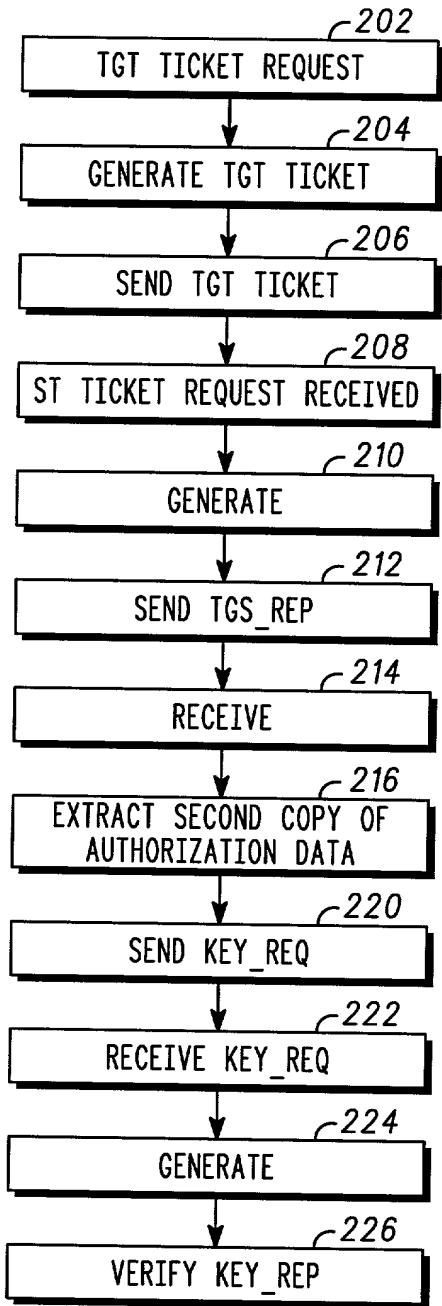 202
TGT TICKET REQUEST
204
GENERATE TGT TICKET
206
SEND TGT TICKET
208
ST TICKET REQUEST RECEIVED
210
GENERATE
212
SEND TGS_REP
214
RECEIVE
216
EXTRACT SECOND COPY OF
AUTHORIZATION DATA
220
SEND KEY_REQ
222
RECEIVE KEY_REQ
224
GENERATE
226
VERIFY KEY_REP